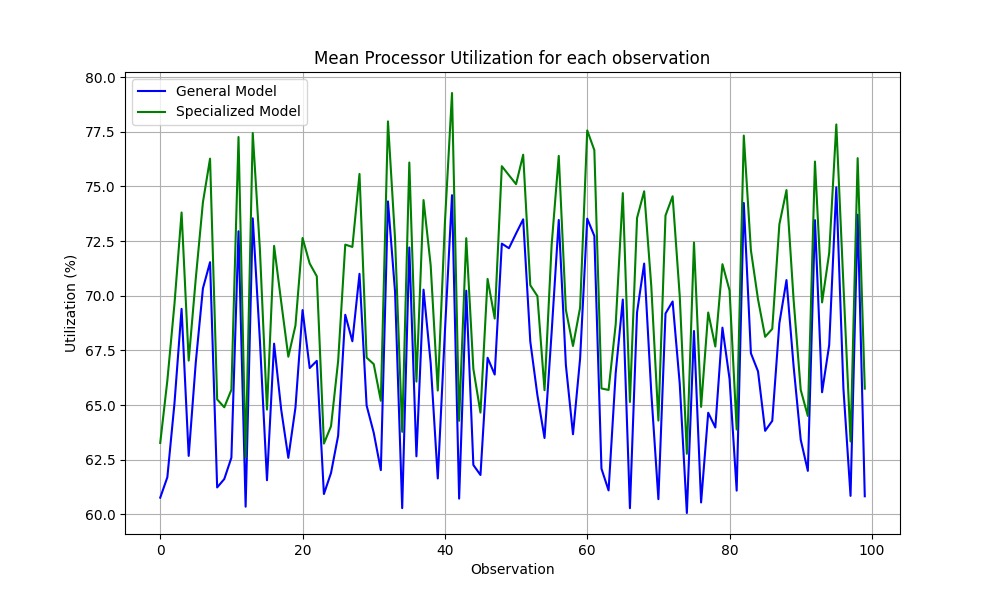 Mean Processor Utilization for each observation
General Model
Specialized Model
Utilization (%)
80.0
77.5
75.0
72.5
70.0
67.5
65.0
62.5
60.0
0 20 40 60 80 100
Observation